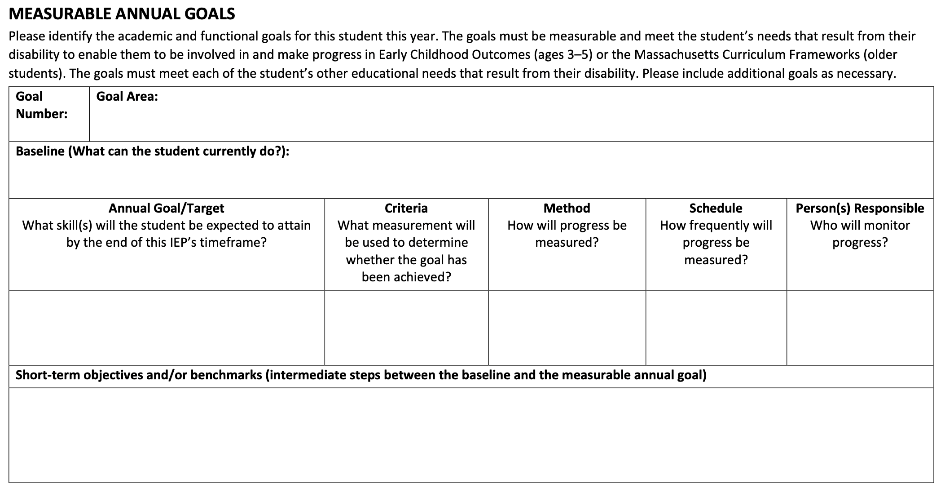 MEASURABLE ANNUAL GOALS
Please identify the academic and functional goals for this student this year. The goals must be measurable and meet the student's needs that result from their
disability to enable them to be involved in and make progress in Early Childhood Outcomes (ages 3–5) or the Massachusetts Curriculum Frameworks (older
students). The goals must meet each of the student's other educational needs that result from their disability. Please include additional goals as necessary.
Goal
Number:
Goal Area:
Baseline (What can the student currently do?):
Annual Goal/Target
What skill(s) will the student be expected to attain
by the end of this IEP's timeframe?
Criteria
What measurement will
be used to determine
whether the goal has
been achieved?
Method
How will progress be
measured?
Schedule
How frequently will
progress be
measured?
Person(s) Responsible
Who will monitor
progress?
Short-term objectives and/or benchmarks (intermediate steps between the baseline and the measurable annual goal)